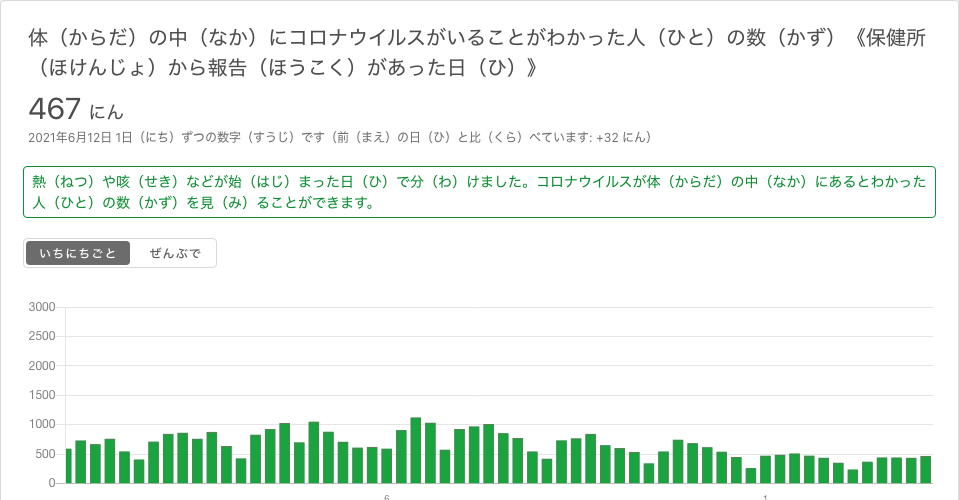 体（からだ）の中（なか）にコロナウイルスがいることがわかった人（ひと）の数（かず）《保健所
（ほけんじょ）から報告（ほうこく）があった日（ひ）》
467 にん
2021年6月12日 1日（にち）ずつの数字（すうじ）です（前（まえ）の日（ひ）と比（くら）べています: +32 にん）
熱（ねつ）や咳（せき）などが始（はじ）まった日（ひ）で分（わ）けました。コロナウイルスが体（からだ）の中（なか）にあるとわかった
人（ひと）の数（かず）を見（み）ることができます。
いちにちごと ぜんぶで
3000
2500
2000
1500
1000
500
0
6 1